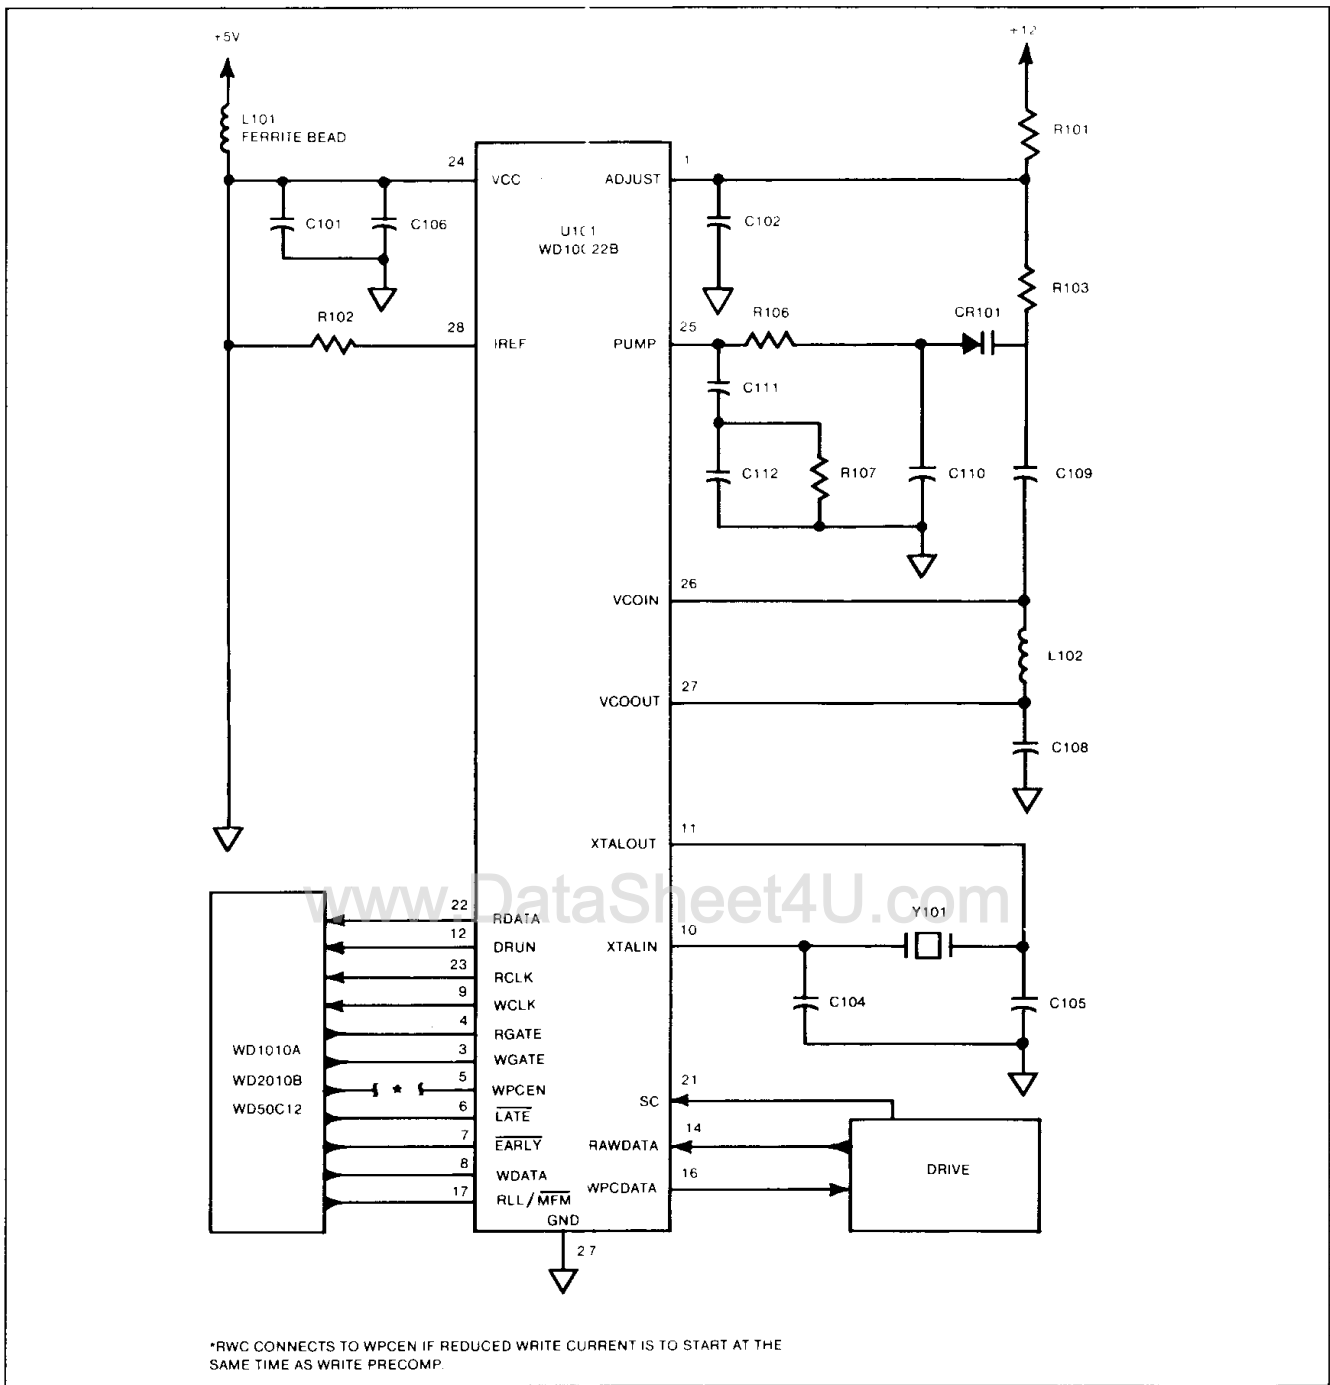 +5V
+12
L101
FERRITE BEAD
R101
24
VCC
ADJUST
1
C101
C106
U101
C102
R103
R102
28
IREF
PUMP
25
R106
CR101
C111
C112
R107
C110
C109
VCOIN
26
L102
VCOOUT
27
C108
XTALOUT
11
www.DataSheet4U.com
22
RDATA
Y101
12
DRUN
XTALIN
10
23
RCLK
9
WCLK
C104
C105
4
RGATE
WD1010A
3
WGATE
WD2010B
*
5
WPCEN
21
SC
WD50C12
6
LATE
7
EARLY
RAWDATA
14
DRIVE
8
WDATA
WPCDATA
16
17
RLL/MFM
GND
27
*RWC CONNECTS TO WPCEN IF REDUCED WRITE CURRENT IS TO START AT THE
SAME TIME AS WRITE PRECOMP.